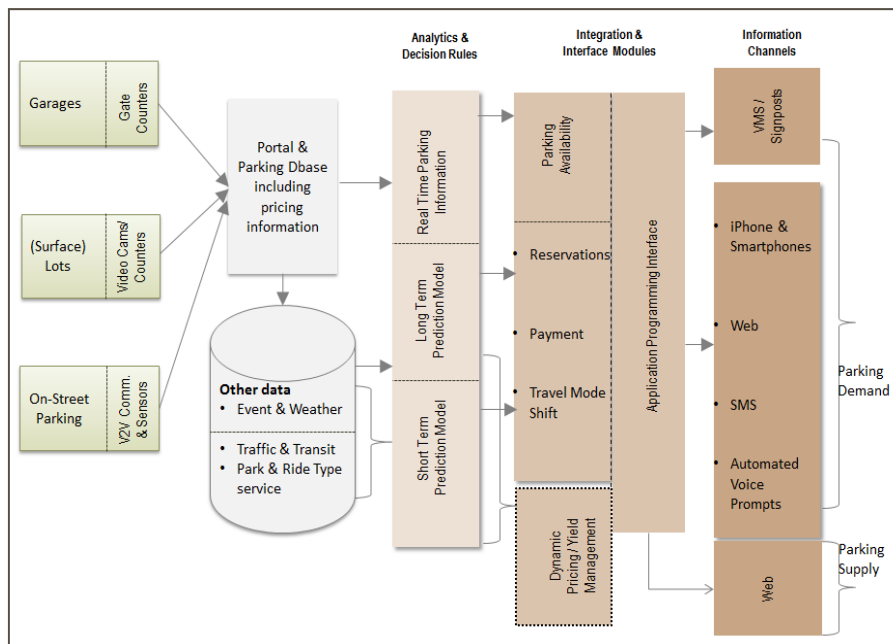 Analytics &
Decision Rules
Integration &
Interface Modules
Information
Channels
Garages
Gate
Counters
(Surface)
Lots
Video Cams/
Counters
On-Street
Parking
V2V Comm.
& Sensors
Portal &
Parking Dbase
including
pricing
information
Other data
• Event & Weather
• Traffic & Transit
• Park & Ride Type
service
Real Time Parking
Information
Long Term
Prediction Model
Short Term
Prediction Model
Parking
Availability
• Reservations
• Payment
• Travel Mode
Shift
Dynamic
Pricing / Yield
Management
Application Programming Interface
VMS /
Signposts
• iPhone &
Smartphones
• Web
• SMS
• Automated
Voice
Prompts
Web
Parking
Demand
Parking
Supply